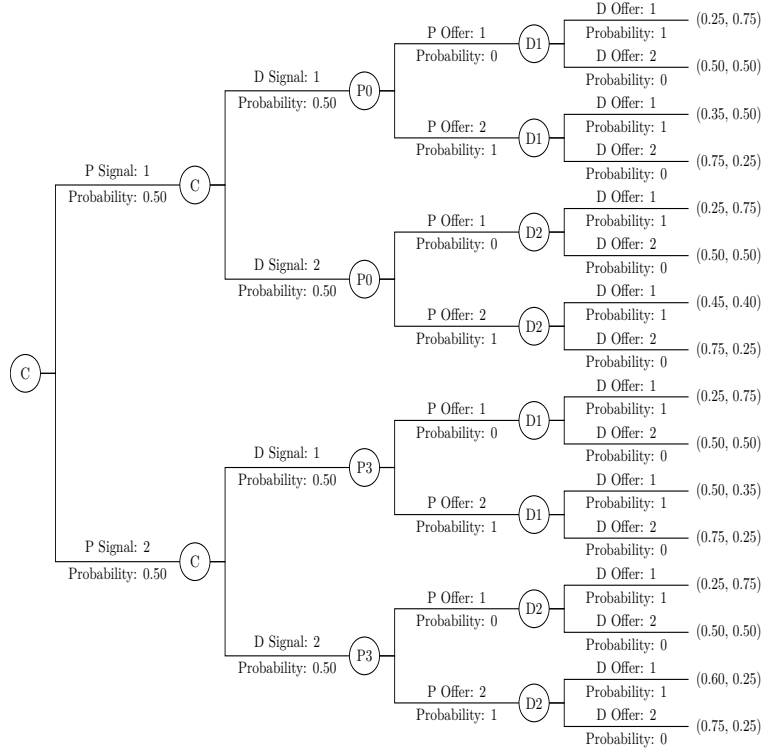 D Offer: 1
(0.25, 0.75)
P Offer: 1
Probability: 1
D1
Probability: 0
D Offer: 2
(0.50, 0.50)
D Signal: 1
Probability: 0
P0
Probability: 0.50
D Offer: 1
(0.35, 0.50)
P Offer: 2
Probability: 1
D1
Probability: 1
D Offer: 2
(0.75, 0.25)
P Signal: 1
Probability: 0
C
Probability: 0.50
D Offer: 1
(0.25, 0.75)
P Offer: 1
Probability: 1
D2
Probability: 0
D Offer: 2
(0.50, 0.50)
D Signal: 2
Probability: 0
P0
Probability: 0.50
D Offer: 1
(0.45, 0.40)
P Offer: 2
Probability: 1
D2
Probability: 1
D Offer: 2
(0.75, 0.25)
Probability: 0
C
D Offer: 1
(0.25, 0.75)
P Offer: 1
Probability: 1
D1
Probability: 0
D Offer: 2
(0.50, 0.50)
D Signal: 1
Probability: 0
P3
Probability: 0.50
D Offer: 1
(0.50, 0.35)
P Offer: 2
Probability: 1
D1
Probability: 1
D Offer: 2
(0.75, 0.25)
P Signal: 2
Probability: 0
C
Probability: 0.50
D Offer: 1
(0.25, 0.75)
P Offer: 1
Probability: 1
D2
Probability: 0
D Offer: 2
(0.50, 0.50)
D Signal: 2
Probability: 0
P3
Probability: 0.50
D Offer: 1
(0.60, 0.25)
P Offer: 2
Probability: 1
D2
Probability: 1
D Offer: 2
(0.75, 0.25)
Probability: 0